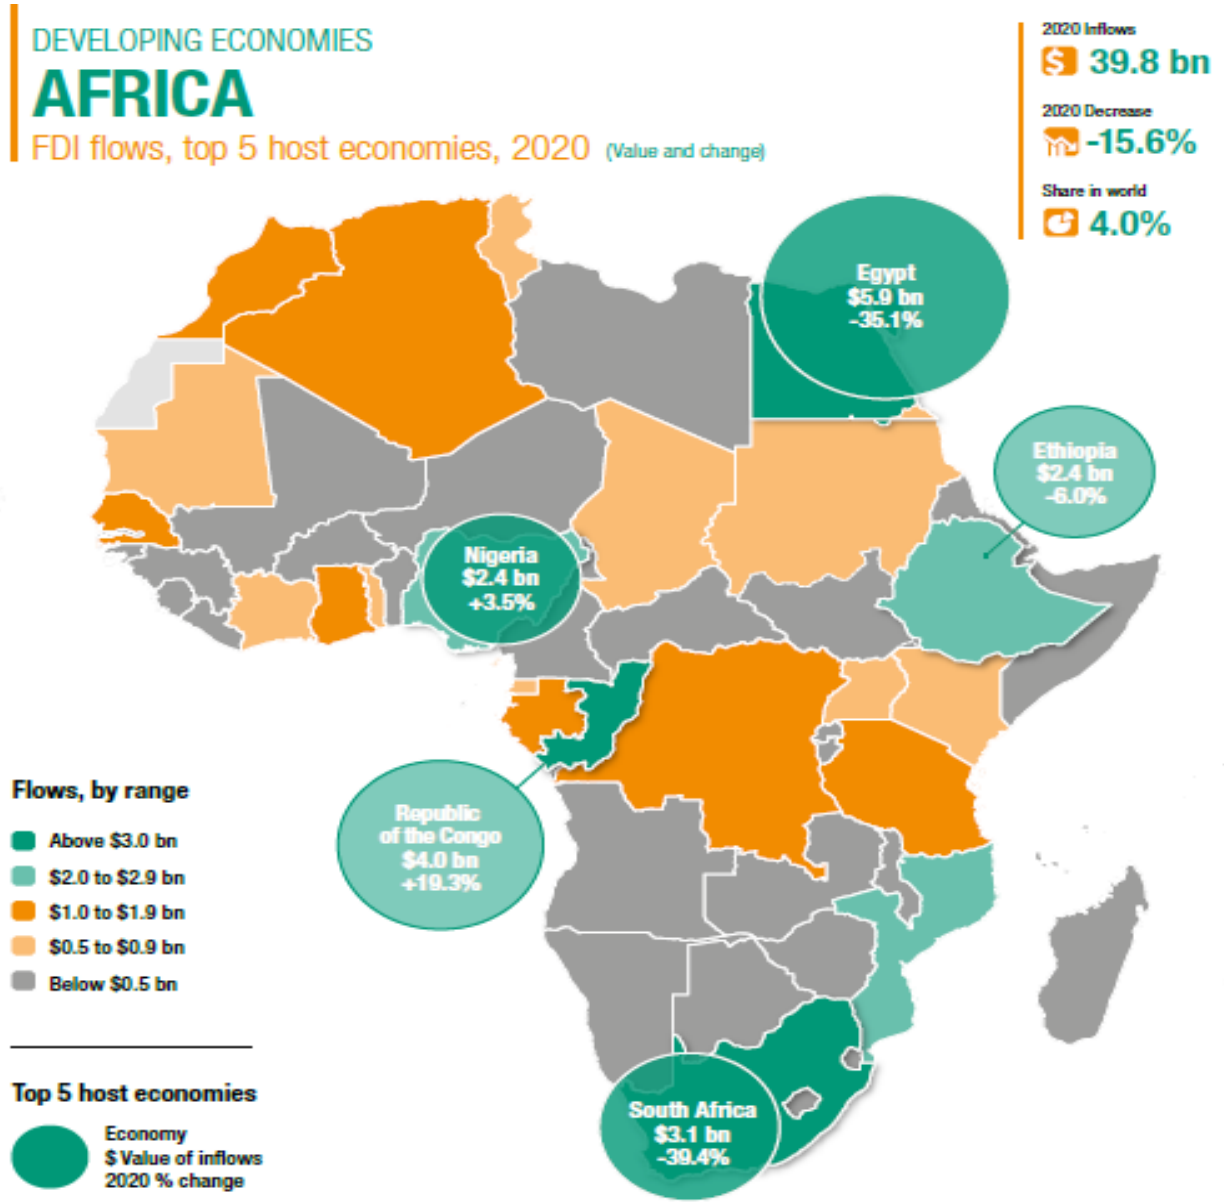 DEVELOPING ECONOMIES
AFRICA
FDI flows, top 5 host economies, 2020 (Value and change)
2020 Inflows
$ 39.8 bn
2020 Decrease
-15.6%
Share in world
4.0%
Egypt
$5.9 bn
-35.1%
Ethiopia
$2.4 bn
-6.0%
Nigeria
$2.4 bn
+3.5%
Republic
of the Congo
$4.0 bn
+19.3%
South Africa
$3.1 bn
-39.4%
Flows, by range
Above $3.0 bn
$2.0 to $2.9 bn
$1.0 to $1.9 bn
$0.5 to $0.9 bn
Below $0.5 bn
Top 5 host economies
Economy
$ Value of inflows
2020 % change